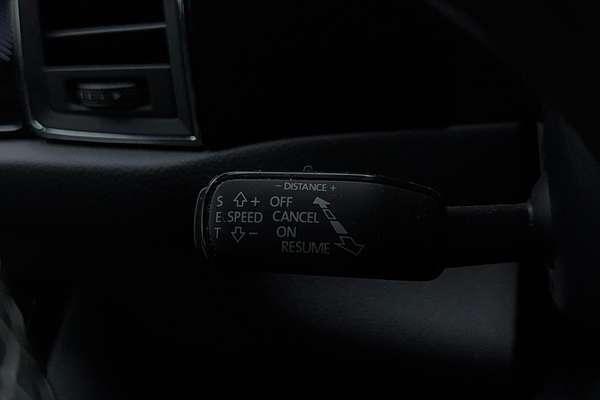 - DISTANCE +
S + OFF
E. SPEED CANCEL
T - ON
RESUME